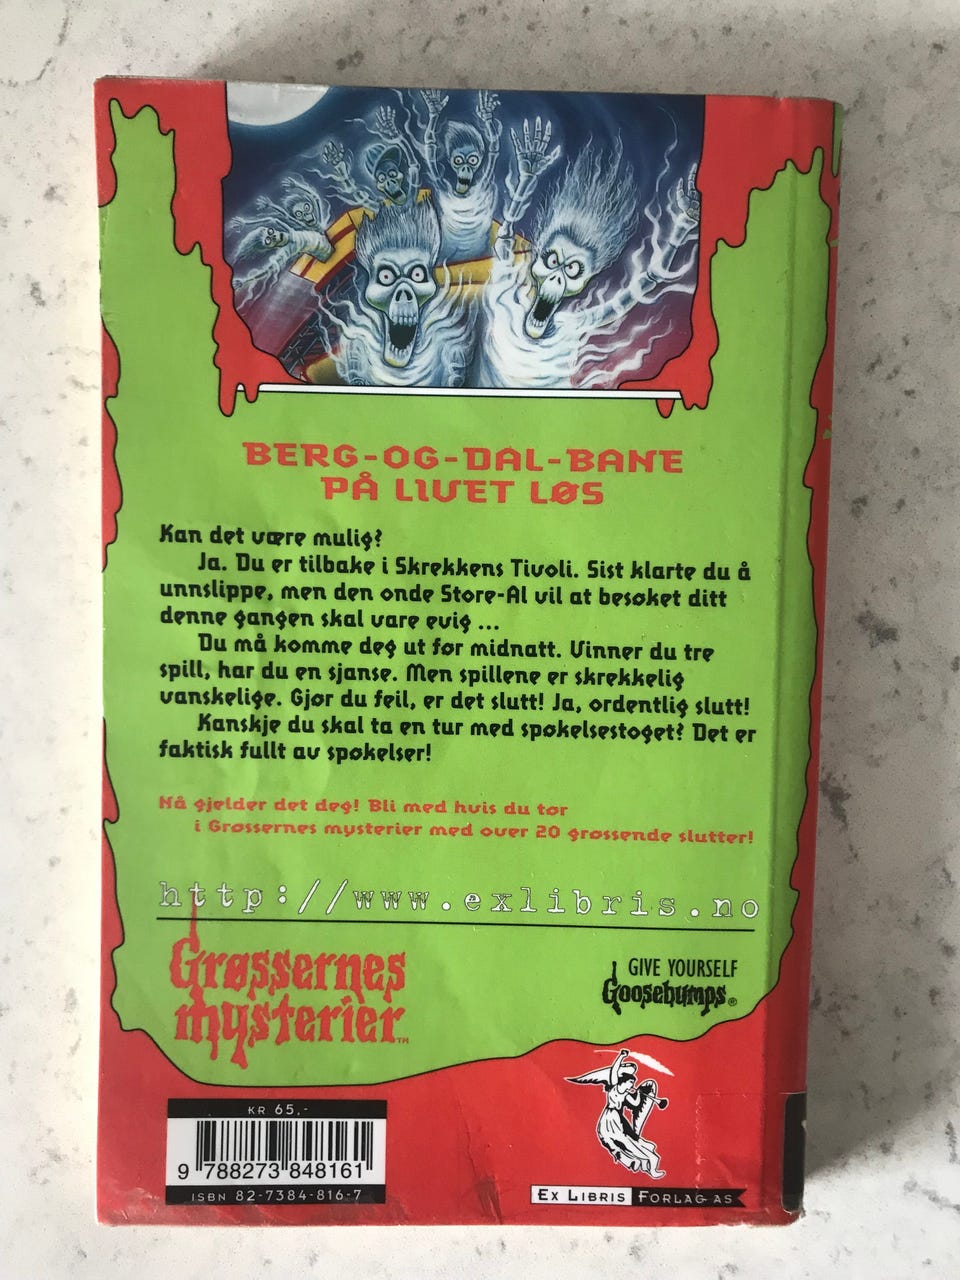 BERG-OG-DAL-BANE
PÅ LIVET LØS
Kan det være mulig?
Ja. Du er tilbake i Skrekkens Tivoli. Sist klarte du å
unnslippe, men den onde Store-Al vil at besøket ditt
denne gangen skal vare evig ...
Du må komme deg ut før midnatt. Vinner du tre
spill, har du en sjanse. Men spillene er skrekkelig
vanskelige. Gjør du feil, er det slutt! Ja, ordentlig slutt!
Kanskje du skal ta en tur med spøkelsestoget? Det er
faktisk fullt av spøkelser!
Nå gjelder det deg! Bli med hvis du tør
i Grøssernes mysterier med over 20 grøssende slutter!
http://www.exlibris.no
Grøssernes
mysterier™
GIVE YOURSELF
Goosebumps®
KR 65,-
9 788273 848161
ISBN 82-7384-816-7
EX LIBRIS FORLAG AS